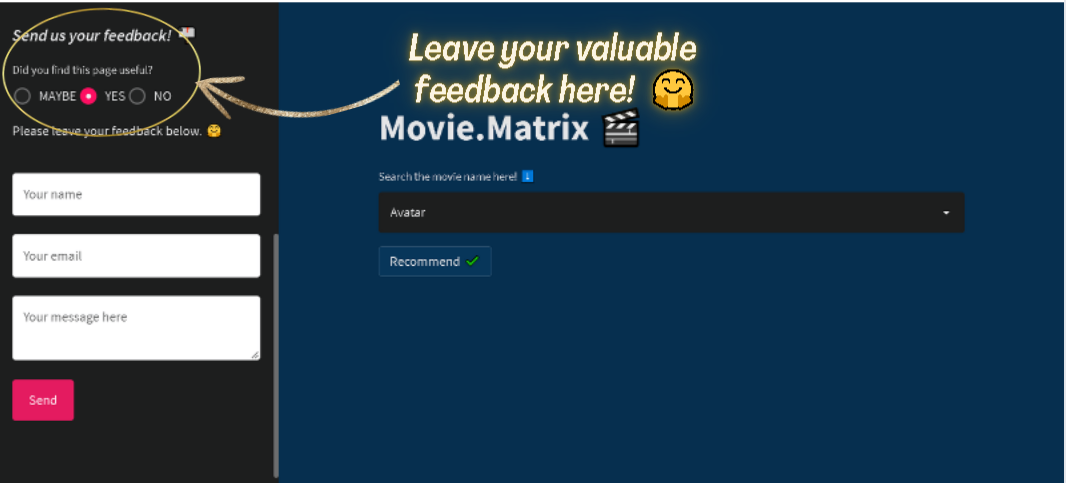 Send us your feedback!
Did you find this page useful?
MAYBE YES NO
Please leave your feedback below.
Your name
Your email
Your message here
Send
Leave your valuable
feedback here!
Movie.Matrix
Search the movie name here!
Avatar
Recommend